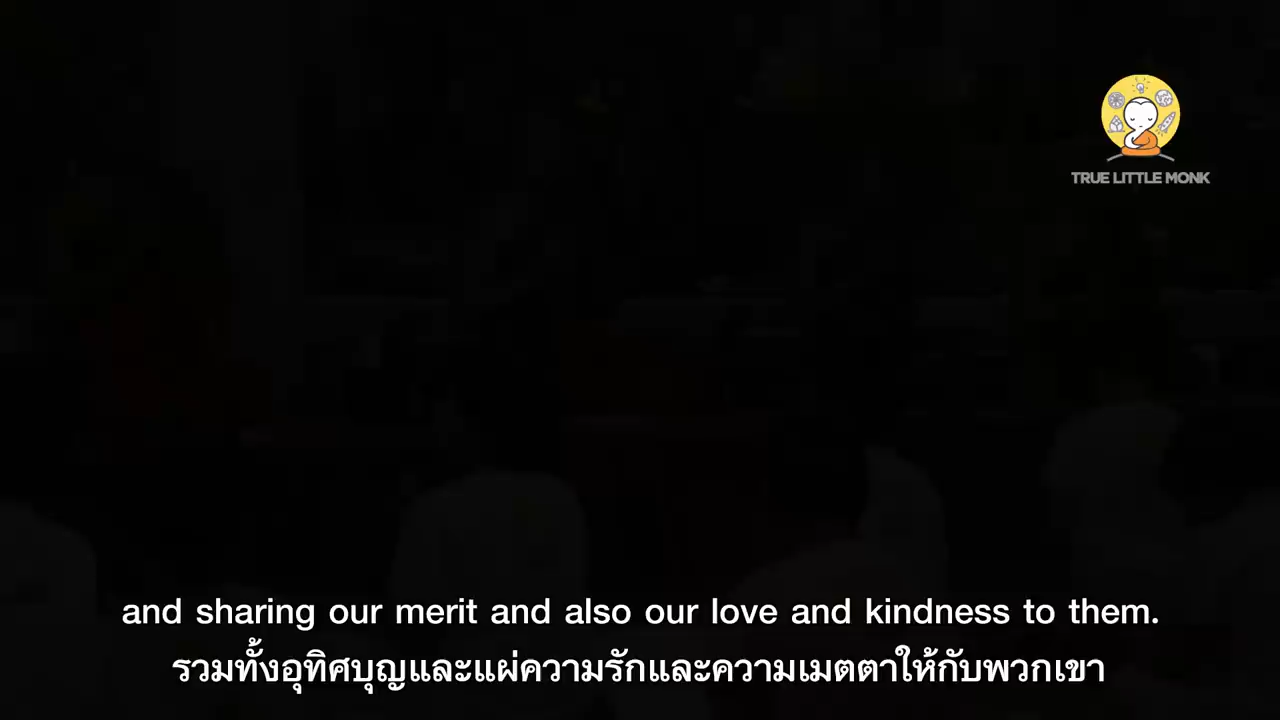 TRUE LITTLE MONK
and sharing our merit and also our love and kindness to them.
รวมทั้งอุทิศบุญและแผ่ความรักและความเมตตาให้กับพวกเขา